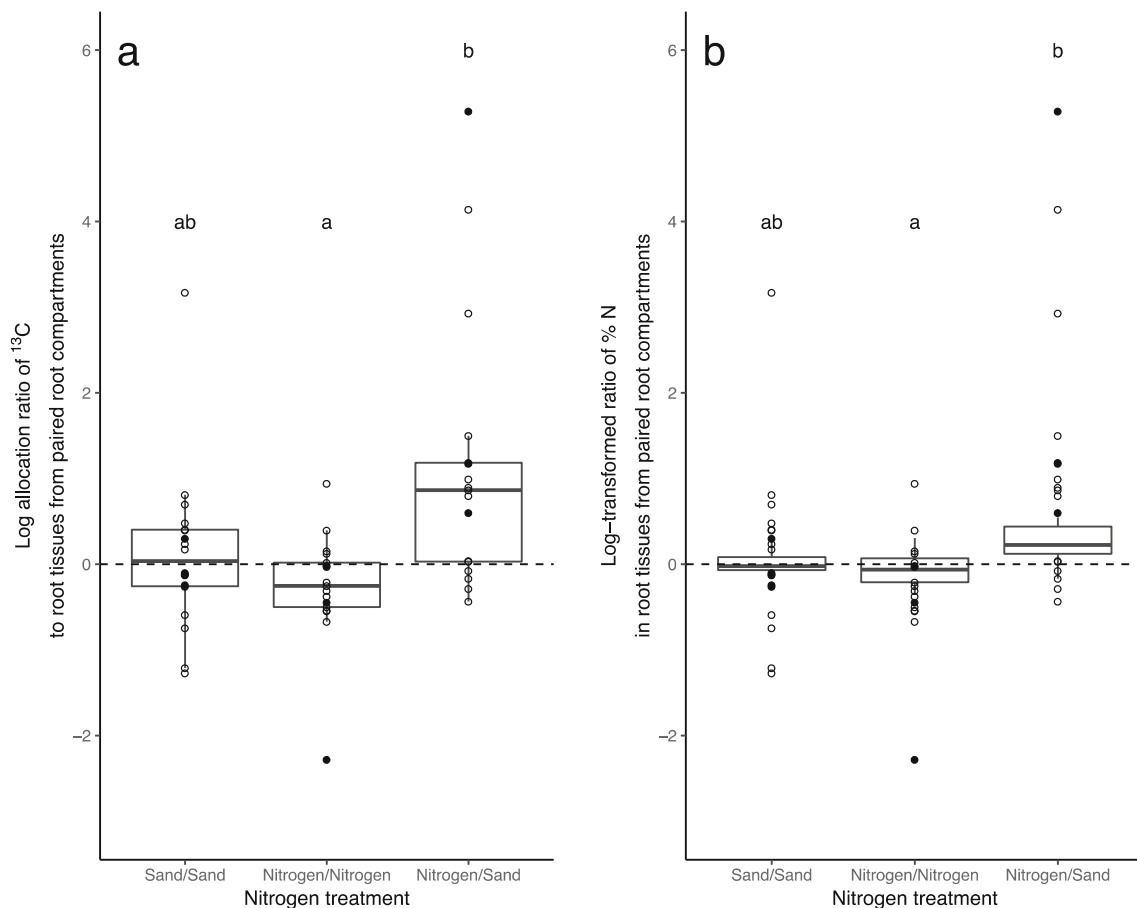 a
Log allocation ratio of ¹³C
to root tissues from paired root compartments
6
4
2
0
−2
ab
a
b
Sand/Sand
Nitrogen/Nitrogen
Nitrogen/Sand
Nitrogen treatment
b
Log−transformed ratio of % N
in root tissues from paired root compartments
6
4
2
0
−2
ab
a
b
Sand/Sand
Nitrogen/Nitrogen
Nitrogen/Sand
Nitrogen treatment